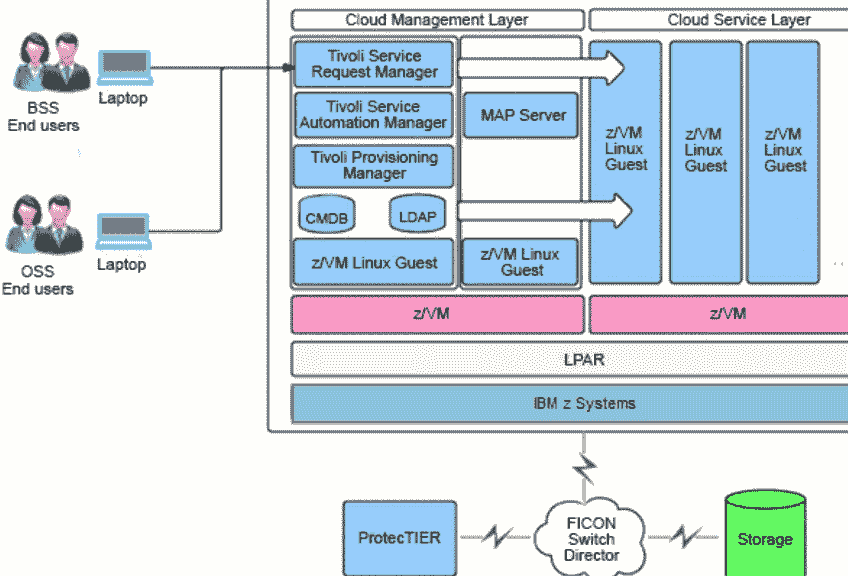 Cloud Management Layer
Cloud Service Layer
BSS
End users
Laptop
OSS
End users
Laptop
Tivoli Service
Request Manager
Tivoli Service
Automation Manager
Tivoli Provisioning
Manager
CMDB
LDAP
z/VM Linux Guest
MAP Server
z/VM Linux
Guest
z/VM
Linux
Guest
z/VM
Linux
Guest
z/VM
Linux
Guest
z/VM
z/VM
LPAR
IBM z Systems
ProtecTIER
FICON
Switch
Director
Storage